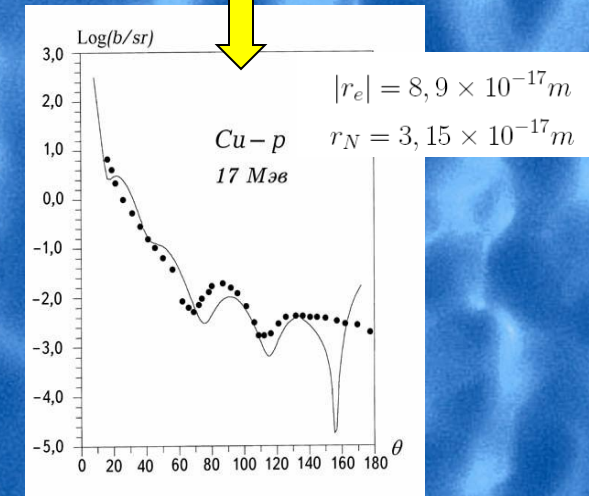 Log(b/sr)
3,0
2,0
1,0
0,0
-1,0
-2,0
-3,0
-4,0
-5,0
0 20 40 60 80 100 120 140 160 180 θ
Cu – p
17 Мэв
|r_e| = 8,9 × 10^{-17}m
r_N = 3,15 × 10^{-17}m